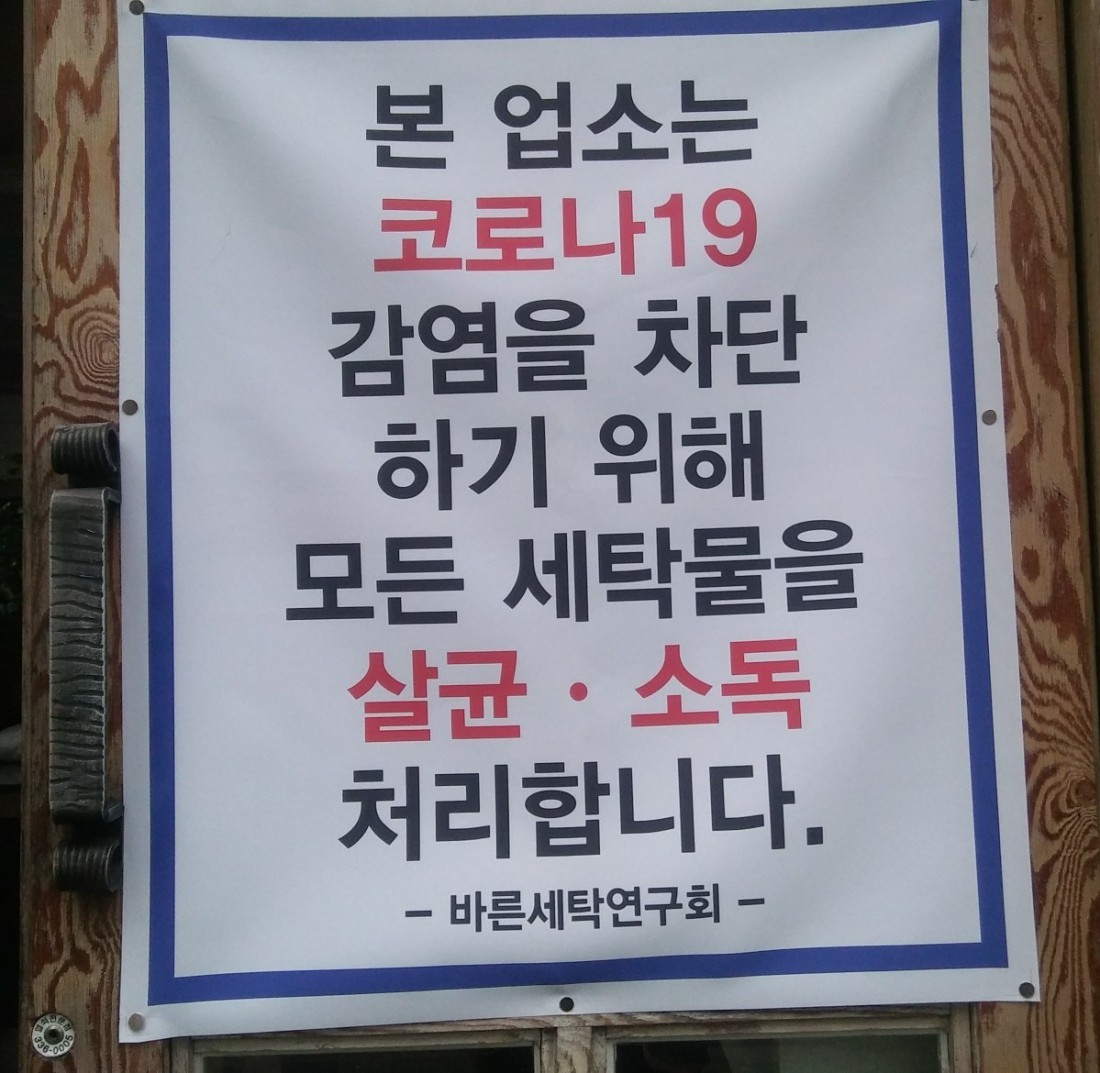 본 업소는
코로나19
감염을 차단
하기 위해
모든 세탁물을
살균 · 소독
처리합니다.
- 바른세탁연구회 -
336-0005